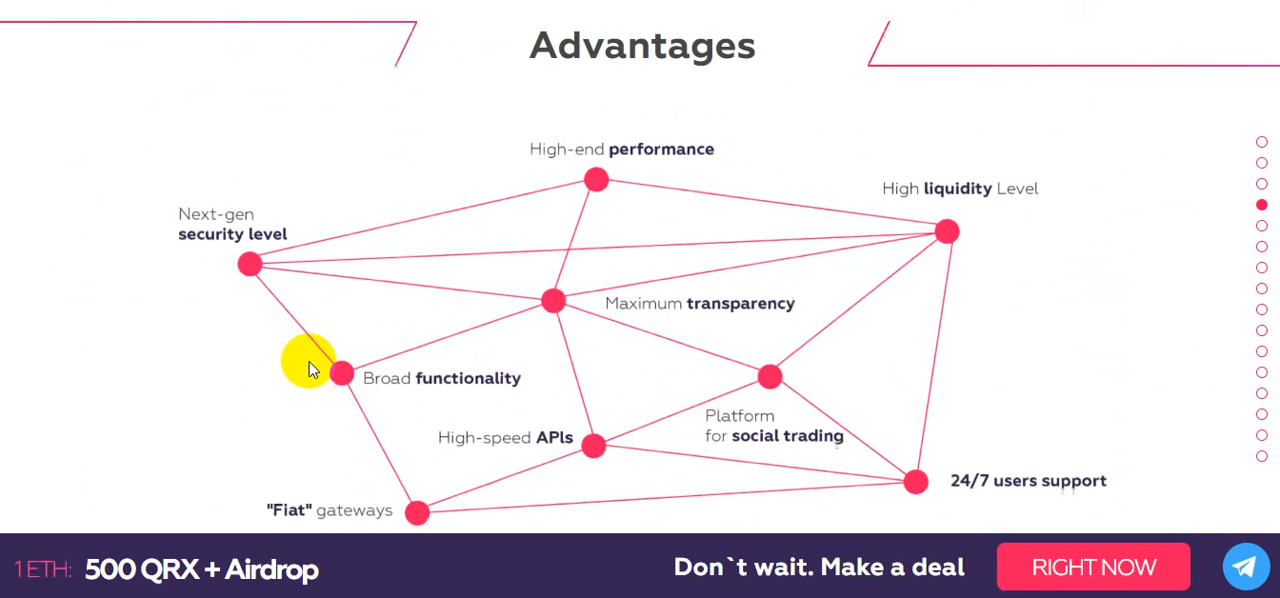 Advantages
High-end performance
High liquidity Level
Next-gen
security level
Maximum transparency
Broad functionality
Platform
for social trading
High-speed APIs
24/7 users support
"Fiat" gateways
1 ETH: 500 QRX + Airdrop
Don`t wait. Make a deal
RIGHT NOW